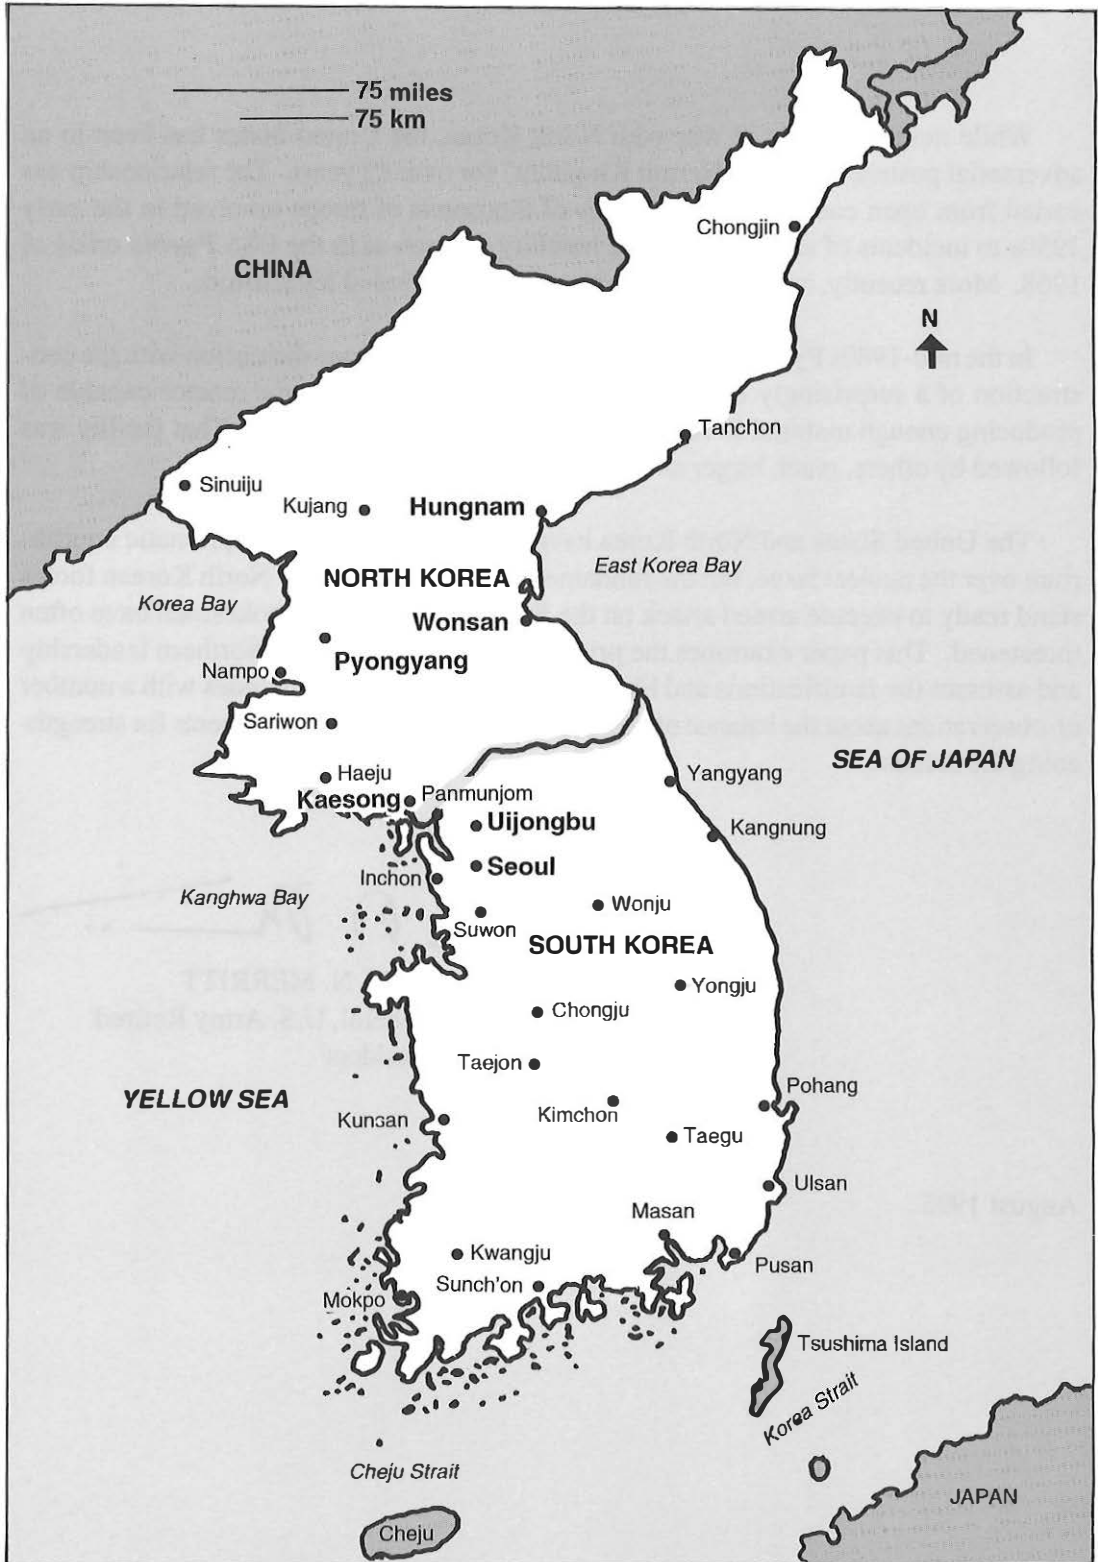 75 miles
75 km
Chongjin
CHINA
N
Tanchon
Sinuiju
Kujang
Hungnam
East Korea Bay
NORTH KOREA
Korea Bay
Wonsan
Pyongyang
Nampo
Sariwon
SEA OF JAPAN
Yangyang
Haeju
Kaesong
Panmunjom
Uijongbu
Kangnung
Seoul
Inchon
Kanghwa Bay
Wonju
Suwon
SOUTH KOREA
Yongju
Chongju
Taejon
Pohang
YELLOW SEA
Kimchon
Kunsan
Taegu
Ulsan
Masan
Kwangju
Pusan
Sunch'on
Mokpo
Tsushima Island
Korea Strait
Cheju Strait
JAPAN
Cheju